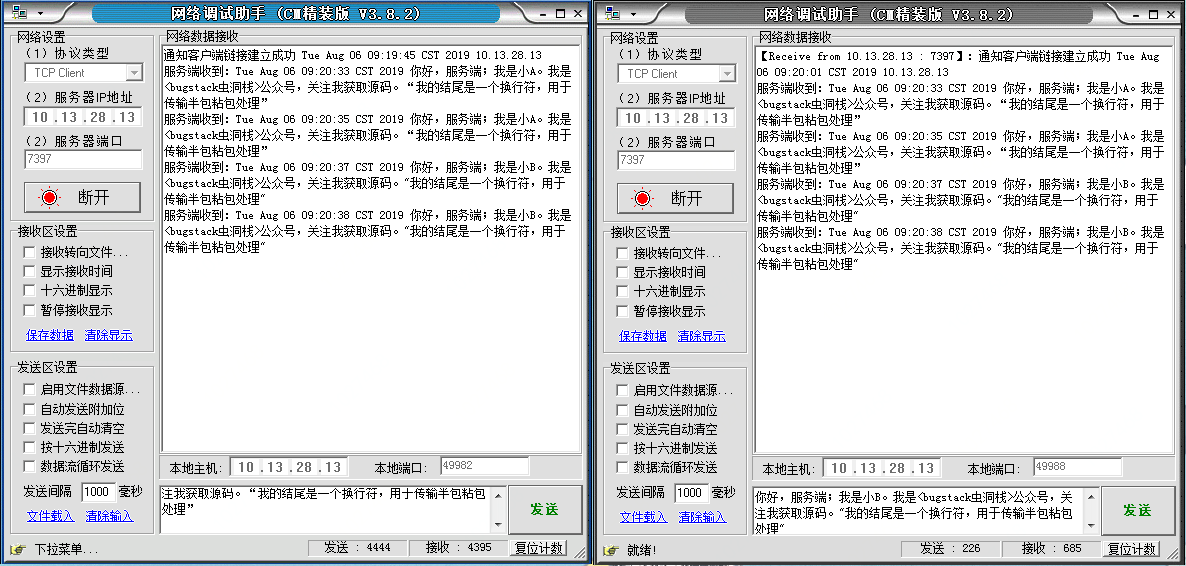 网络调试助手 (CM精装版 V3.8.2)
网络设置
(1) 协议类型
TCP Client
(2) 服务器IP地址
10 .13 .28 .13
(2) 服务器端口
7397
断开
接收区设置
接收转向文件...
显示接收时间
十六进制显示
暂停接收显示
保存数据 清除显示
发送区设置
启用文件数据源...
自动发送附加位
发送完自动清空
按十六进制发送
数据流循环发送
发送间隔 1000 毫秒
文件载入 清除输入
网络数据接收
通知客户端链接建立成功 Tue Aug 06 09:19:45 CST 2019 10.13.28.13
服务端收到: Tue Aug 06 09:20:33 CST 2019 你好，服务端；我是小A。我是
<bugstack虫洞栈>公众号，关注我获取源码。“我的结尾是一个换行符，用于
传输半包粘包处理”
服务端收到: Tue Aug 06 09:20:35 CST 2019 你好，服务端；我是小A。我是
<bugstack虫洞栈>公众号，关注我获取源码。“我的结尾是一个换行符，用于
传输半包粘包处理”
服务端收到: Tue Aug 06 09:20:37 CST 2019 你好，服务端；我是小B。我是
<bugstack虫洞栈>公众号，关注我获取源码。"我的结尾是一个换行符，用于
传输半包粘包处理"
服务端收到: Tue Aug 06 09:20:38 CST 2019 你好，服务端；我是小B。我是
<bugstack虫洞栈>公众号，关注我获取源码。"我的结尾是一个换行符，用于
传输半包粘包处理"
本地主机: 10 .13 .28 .13 本地端口: 49982
注我获取源码。“我的结尾是一个换行符，用于传输半包粘包
处理”
发送
下拉菜单... 发送 : 4444 接收 : 4395 复位计数
网络调试助手 (CM精装版 V3.8.2)
网络设置
(1) 协议类型
TCP Client
(2) 服务器IP地址
10 .13 .28 .13
(2) 服务器端口
7397
断开
接收区设置
接收转向文件...
显示接收时间
十六进制显示
暂停接收显示
保存数据 清除显示
发送区设置
启用文件数据源...
自动发送附加位
发送完自动清空
按十六进制发送
数据流循环发送
发送间隔 1000 毫秒
文件载入 清除输入
网络数据接收
【Receive from 10.13.28.13 : 7397】: 通知客户端链接建立成功 Tue Aug
06 09:20:01 CST 2019 10.13.28.13
服务端收到: Tue Aug 06 09:20:33 CST 2019 你好，服务端；我是小A。我是
<bugstack虫洞栈>公众号，关注我获取源码。“我的结尾是一个换行符，用于
传输半包粘包处理”
服务端收到: Tue Aug 06 09:20:35 CST 2019 你好，服务端；我是小A。我是
<bugstack虫洞栈>公众号，关注我获取源码。“我的结尾是一个换行符，用于
传输半包粘包处理”
服务端收到: Tue Aug 06 09:20:37 CST 2019 你好，服务端；我是小B。我是
<bugstack虫洞栈>公众号，关注我获取源码。"我的结尾是一个换行符，用于
传输半包粘包处理"
服务端收到: Tue Aug 06 09:20:38 CST 2019 你好，服务端；我是小B。我是
<bugstack虫洞栈>公众号，关注我获取源码。"我的结尾是一个换行符，用于
传输半包粘包处理"
本地主机: 10 .13 .28 .13 本地端口: 49988
你好，服务端；我是小B。我是<bugstack虫洞栈>公众号，关
注我获取源码。"我的结尾是一个换行符，用于传输半包粘包
处理"
发送
就绪! 发送 : 226 接收 : 685 复位计数